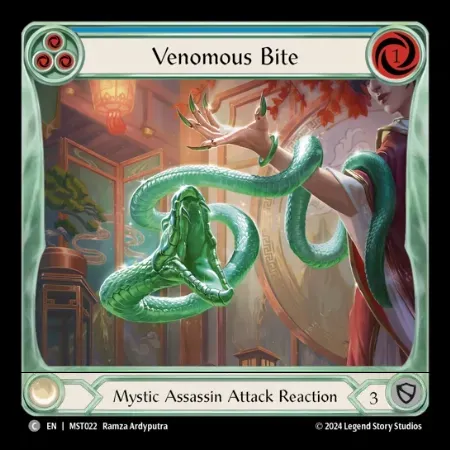 Venomous Bite
1
Mystic Assassin Attack Reaction
3
C EN | MST022 Ramza Ardyputra
© 2024 Legend Story Studios